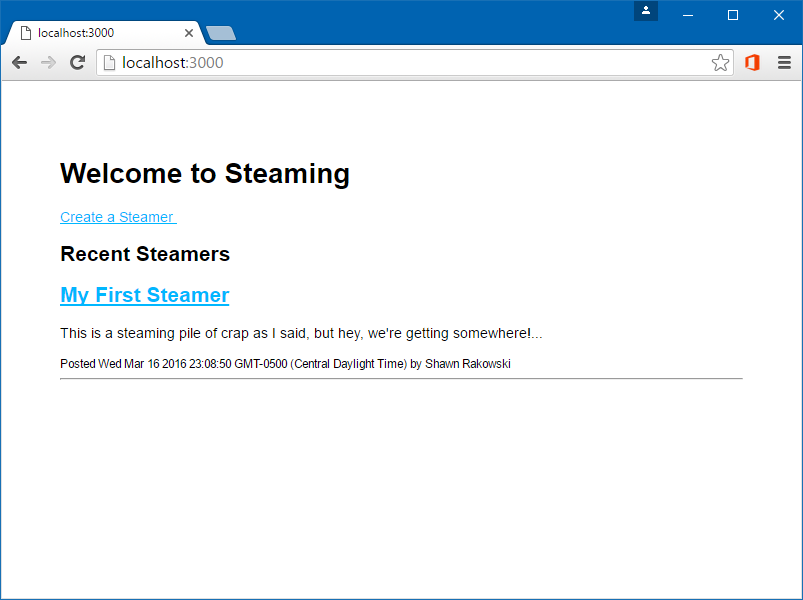 localhost:3000
localhost:3000
Welcome to Steaming
Create a Steamer
Recent Steamers
My First Steamer
This is a steaming pile of crap as I said, but hey, we're getting somewhere!...
Posted Wed Mar 16 2016 23:08:50 GMT-0500 (Central Daylight Time) by Shawn Rakowski